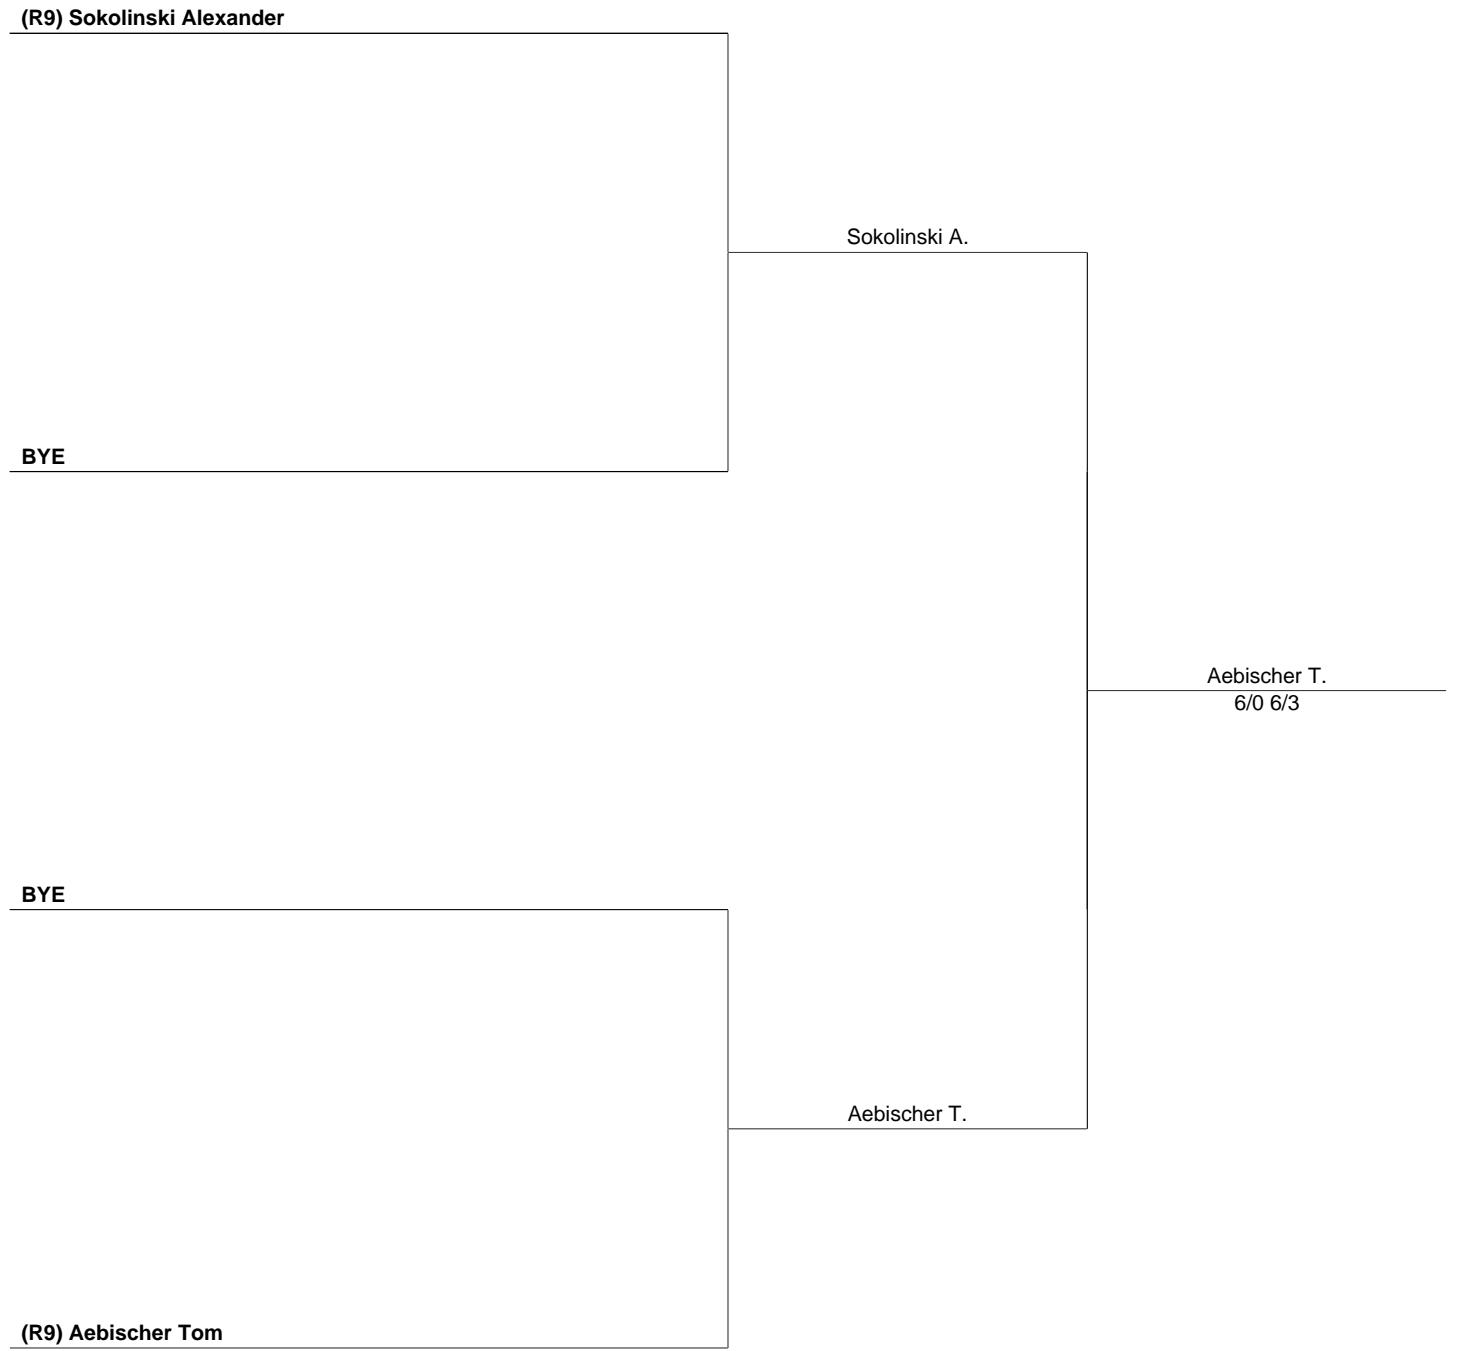 (R9) Sokolinski Alexander
Sokolinski A.
BYE
Aebischer T.
6/0 6/3
BYE
Aebischer T.
(R9) Aebischer Tom